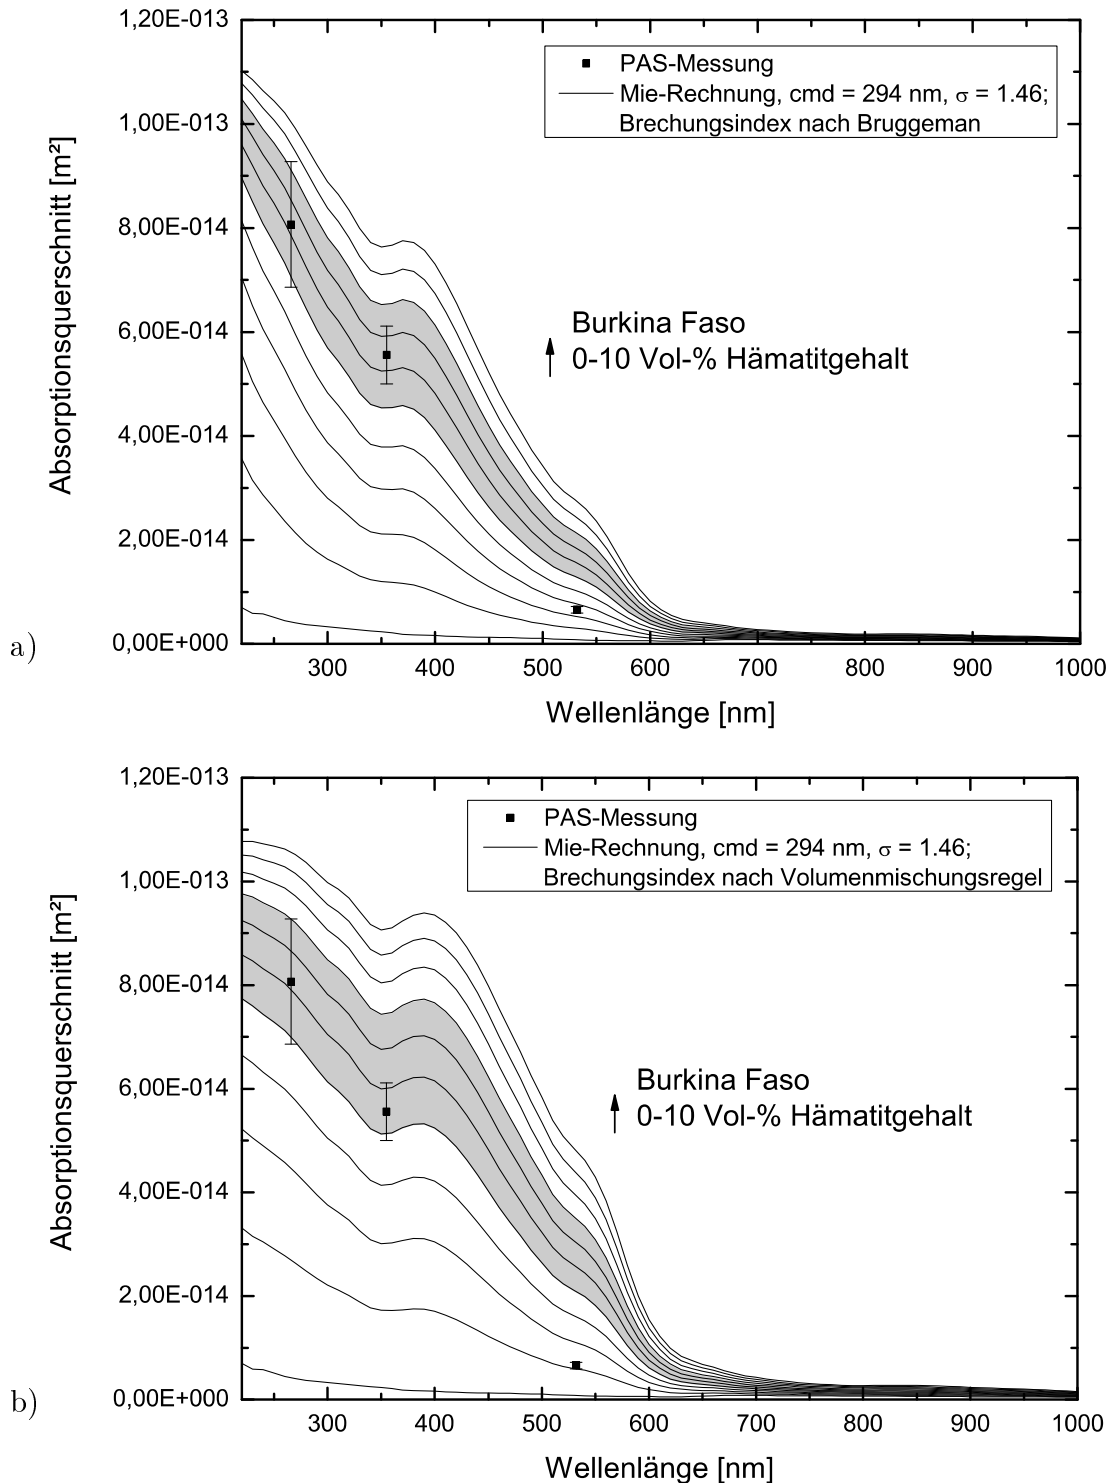 1,20E-013
1,00E-013
8,00E-014
6,00E-014
4,00E-014
2,00E-014
0,00E+000
Absorptionsquerschnitt [m²]
PAS-Messung
Mie-Rechnung, cmd = 294 nm, σ = 1.46;
Brechungsindex nach Bruggeman
Burkina Faso
0-10 Vol-% Hämatitgehalt
a)
300 400 500 600 700 800 900 1000
Wellenlänge [nm]
1,20E-013
1,00E-013
8,00E-014
6,00E-014
4,00E-014
2,00E-014
0,00E+000
Absorptionsquerschnitt [m²]
PAS-Messung
Mie-Rechnung, cmd = 294 nm, σ = 1.46;
Brechungsindex nach Volumenmischungsregel
Burkina Faso
0-10 Vol-% Hämatitgehalt
b)
300 400 500 600 700 800 900 1000
Wellenlänge [nm]